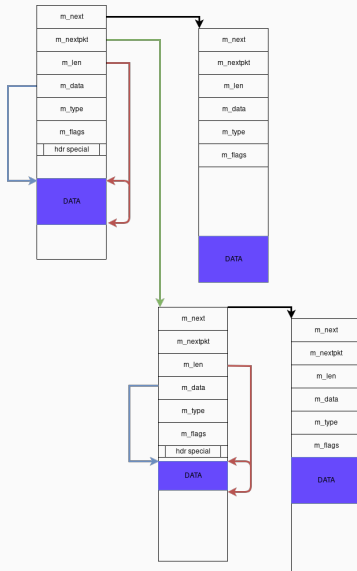 m_next
m_nextpkt
m_len
m_data
m_type
m_flags
hdr special
DATA
m_next
m_nextpkt
m_len
m_data
m_type
m_flags
DATA
m_next
m_nextpkt
m_len
m_data
m_type
m_flags
hdr special
DATA
m_next
m_nextpkt
m_len
m_data
m_type
m_flags
DATA